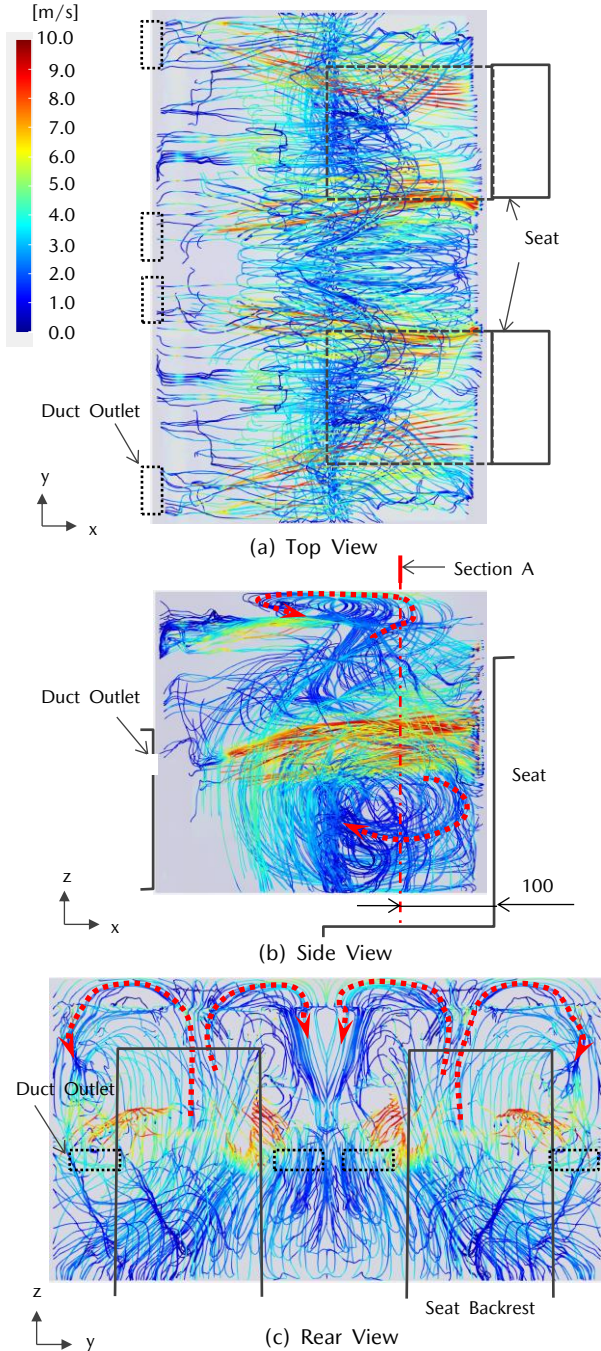 [m/s]
10.0
9.0
8.0
7.0
6.0
5.0
4.0
3.0
2.0
1.0
0.0
Seat
Duct Outlet
y
x
(a) Top View
Section A
Duct Outlet
Seat
z
x
100
(b) Side View
Duct Outlet
z
y
Seat Backrest
(c) Rear View